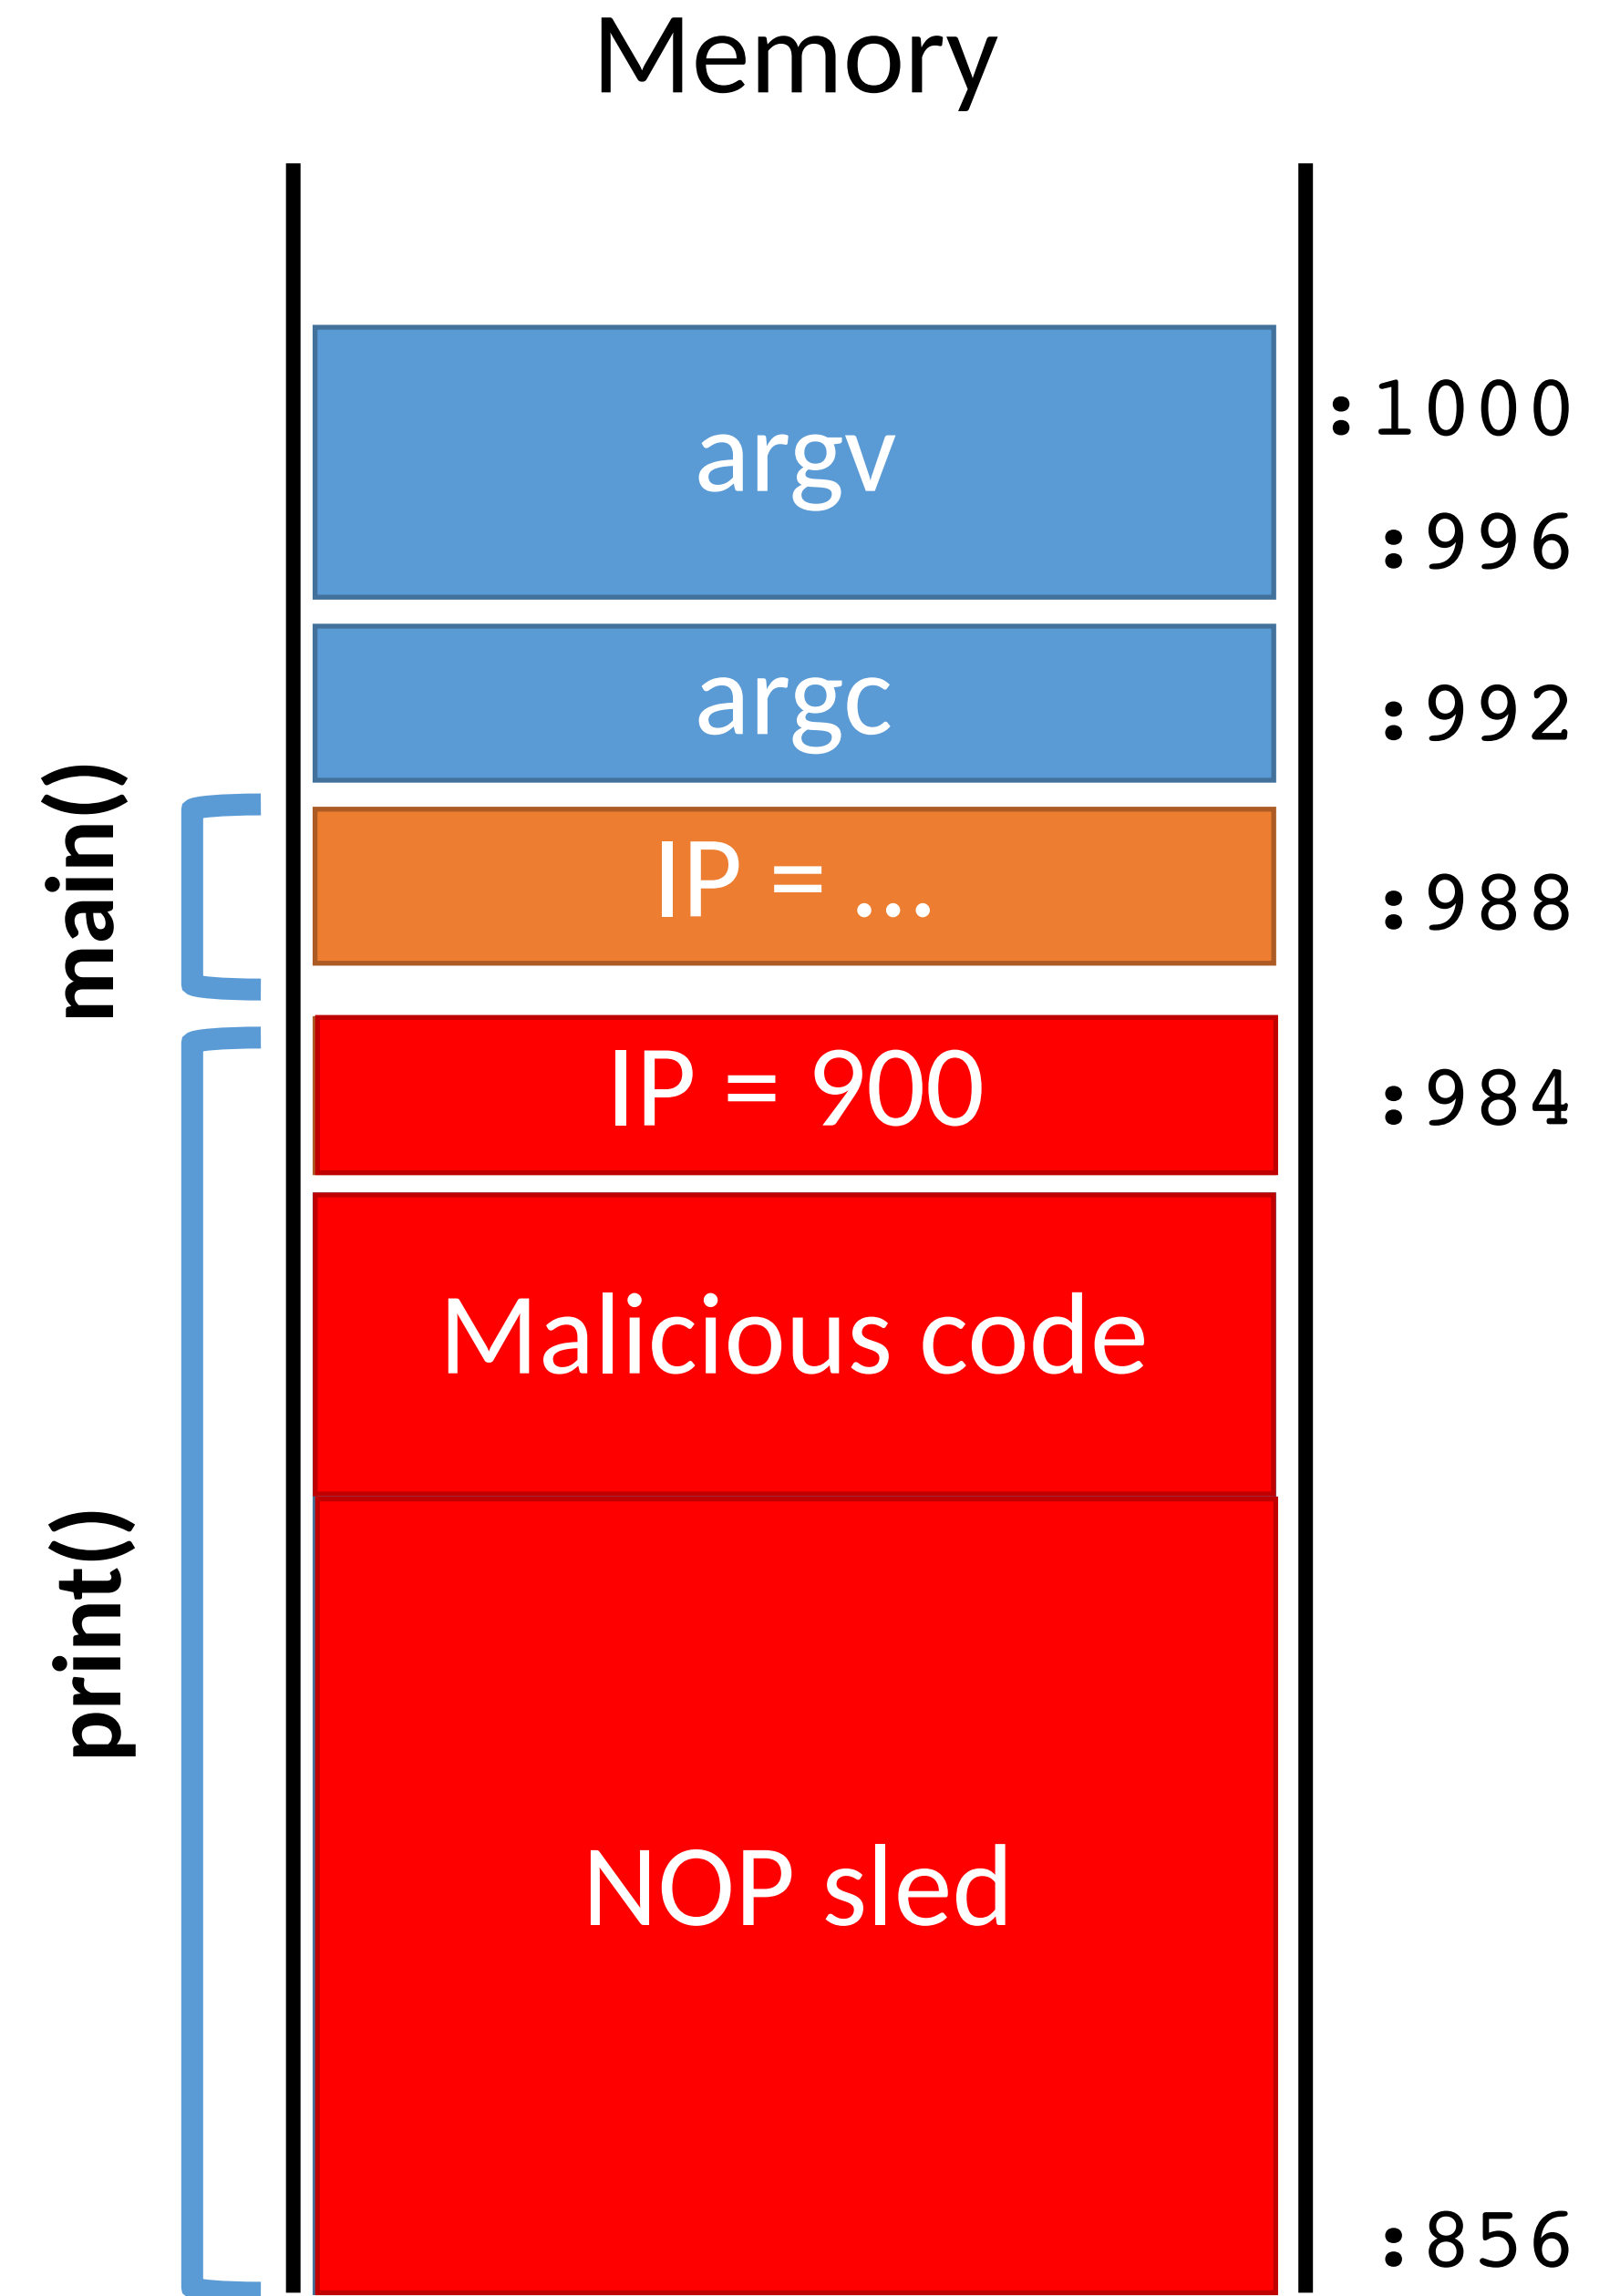 Memory
argv
:1000
:996
argc
:992
main()
IP = ...
:988
IP = 900
:984
Malicious code
print()
NOP sled
:856